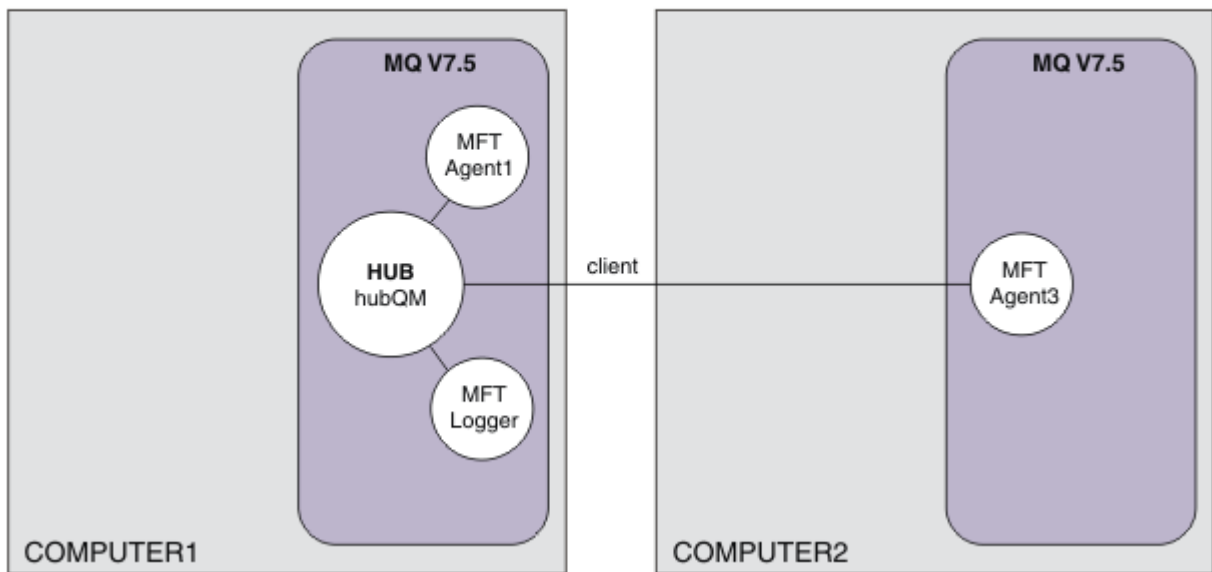 MQ V7.5
MFT
Agent1
HUB
hubQM
MFT
Logger
COMPUTER1
client
MQ V7.5
MFT
Agent3
COMPUTER2